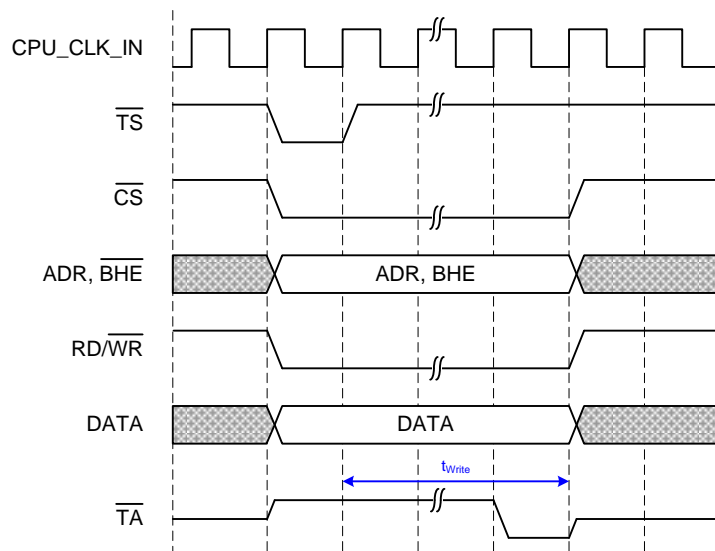 CPU_CLK_IN
TS
CS
ADR, BHE
ADR, BHE
RD/WR
DATA
DATA
tWrite
TA